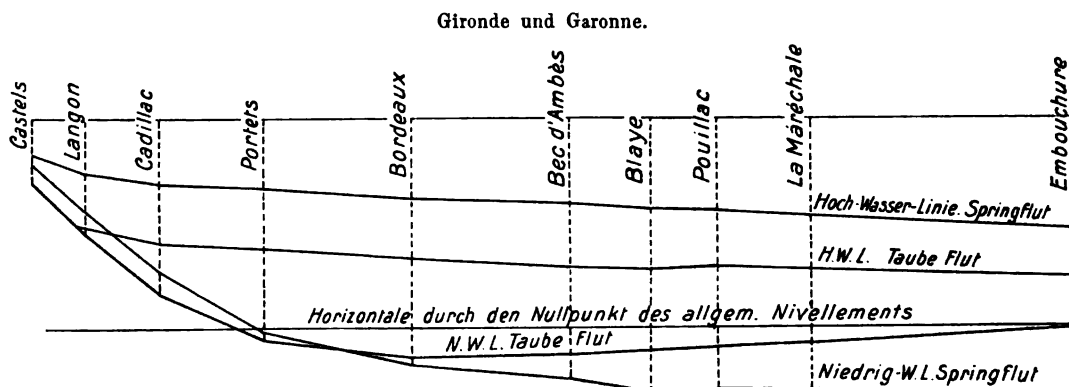 Gironde und Garonne.
Castels
Langon
Cadillac
Portets
Bordeaux
Bec d'Ambès
Blaye
Pouillac
La Maréchale
Embouchure
Hoch-Wasser-Linie. Springflut
H.W.L. Taube Flut
Horizontale durch den Nullpunkt des allgem. Nivellements
N.W.L. Taube Flut
Niedrig-W.L. Springflut